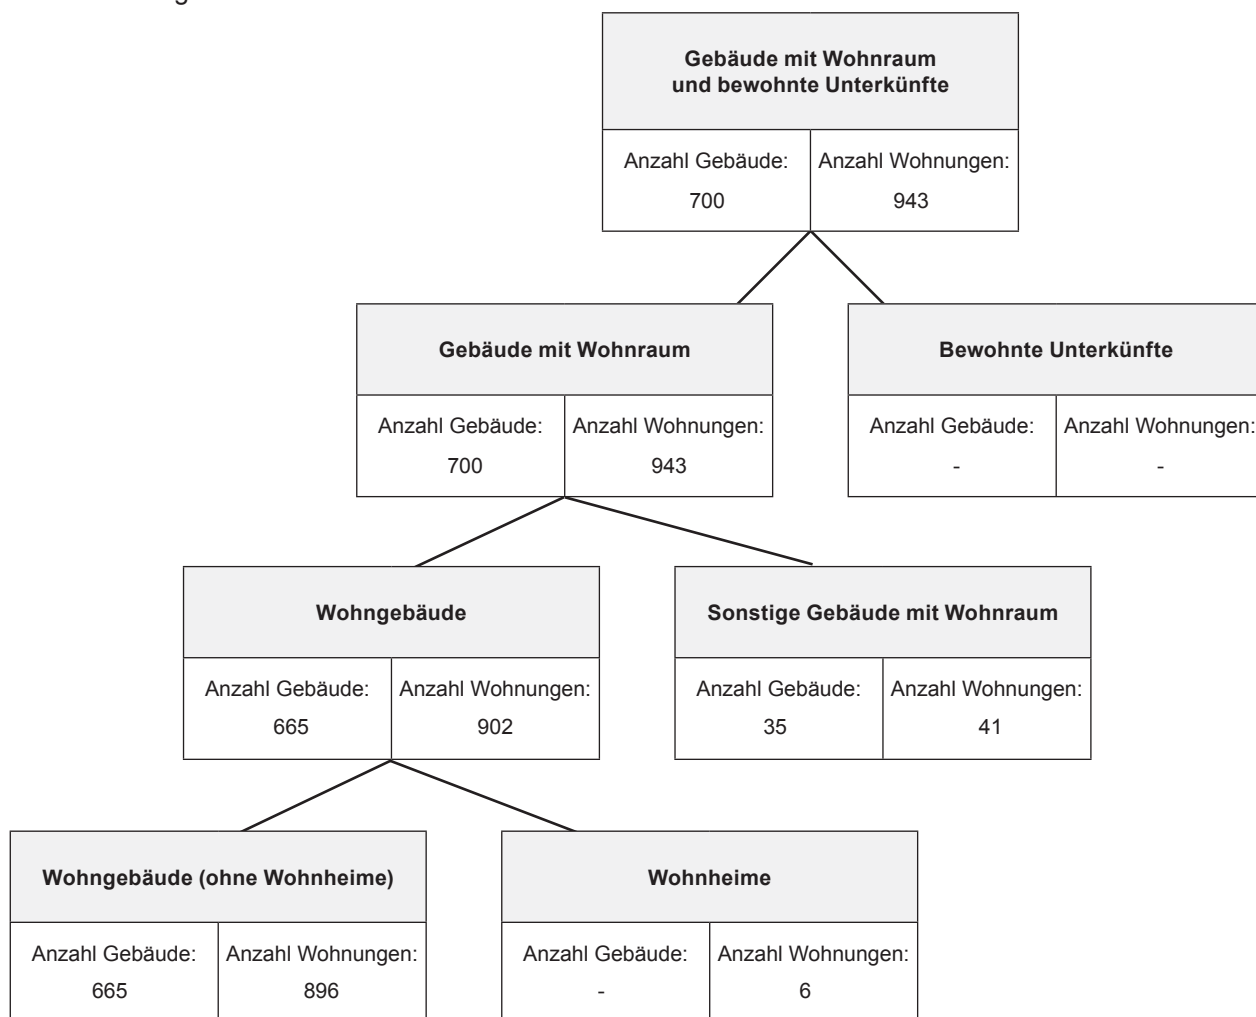 Gebäude mit Wohnraum
und bewohnte Unterkünfte
Anzahl Gebäude: Anzahl Wohnungen:
700 943
Gebäude mit Wohnraum Bewohnte Unterkünfte
Anzahl Gebäude: Anzahl Wohnungen: Anzahl Gebäude: Anzahl Wohnungen:
700 943 - -
Wohngebäude Sonstige Gebäude mit Wohnraum
Anzahl Gebäude: Anzahl Wohnungen: Anzahl Gebäude: Anzahl Wohnungen:
665 902 35 41
Wohngebäude (ohne Wohnheime) Wohnheime
Anzahl Gebäude: Anzahl Wohnungen: Anzahl Gebäude: Anzahl Wohnungen:
665 896 - 6